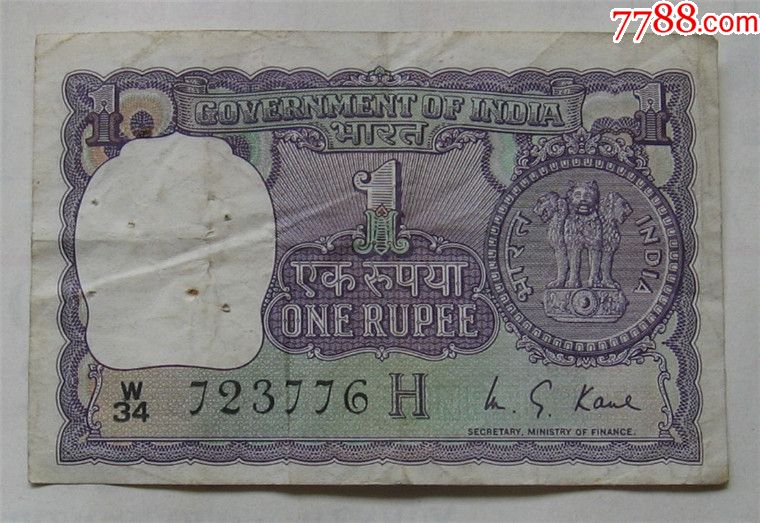 7788.com
1 1
GOVERNMENT OF INDIA
भारत
1
एक रुपया
ONE RUPEE
भारत INDIA
W/34 723776 H
M. G. Kaul
SECRETARY, MINISTRY OF FINANCE.